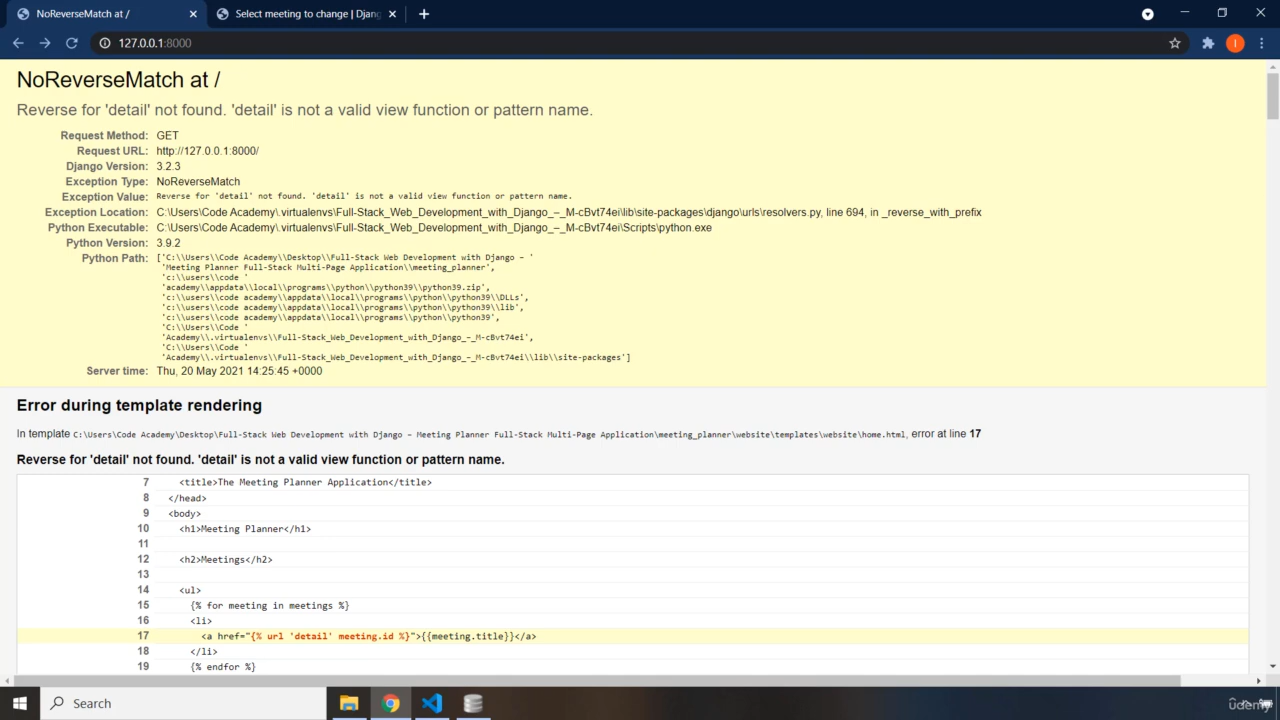 NoReverseMatch at /
Select meeting to change | Djang
127.0.0.1:8000
NoReverseMatch at /
Reverse for 'detail' not found. 'detail' is not a valid view function or pattern name.
Request Method: GET
Request URL: http://127.0.0.1:8000/
Django Version: 3.2.3
Exception Type: NoReverseMatch
Exception Value: Reverse for 'detail' not found. 'detail' is not a valid view function or pattern name.
Exception Location: C:\Users\Code Academy\.virtualenvs\Full-Stack_Web_Development_with_Django_–_M-cBvt74ei\lib\site-packages\django\urls\resolvers.py, line 694, in _reverse_with_prefix
Python Executable: C:\Users\Code Academy\.virtualenvs\Full-Stack_Web_Development_with_Django_–_M-cBvt74ei\Scripts\python.exe
Python Version: 3.9.2
Python Path: ['C:\\Users\\Code Academy\\Desktop\\Full-Stack Web Development with Django – '
'Meeting Planner Full-Stack Multi-Page Application\\meeting_planner',
'c:\\users\\code '
'academy\\appdata\\local\\programs\\python\\python39\\python39.zip',
'c:\\users\\code academy\\appdata\\local\\programs\\python\\python39\\DLLs',
'c:\\users\\code academy\\appdata\\local\\programs\\python\\python39\\lib',
'c:\\users\\code academy\\appdata\\local\\programs\\python\\python39',
'C:\\Users\\Code '
'Academy\\.virtualenvs\\Full-Stack_Web_Development_with_Django_–_M-cBvt74ei',
'C:\\Users\\Code '
'Academy\\.virtualenvs\\Full-Stack_Web_Development_with_Django_–_M-cBvt74ei\\lib\\site-packages']
Server time: Thu, 20 May 2021 14:25:45 +0000
Error during template rendering
In template C:\Users\Code Academy\Desktop\Full-Stack Web Development with Django – Meeting Planner Full-Stack Multi-Page Application\meeting_planner\website\templates\website\home.html, error at line 17
Reverse for 'detail' not found. 'detail' is not a valid view function or pattern name.
7 <title>The Meeting Planner Application</title>
8 </head>
9 <body>
10 <h1>Meeting Planner</h1>
11
12 <h2>Meetings</h2>
13
14 <ul>
15 {% for meeting in meetings %}
16 <li>
17 <a href="{% url 'detail' meeting.id %}">{{meeting.title}}</a>
18 </li>
19 {% endfor %}
Search
udemy